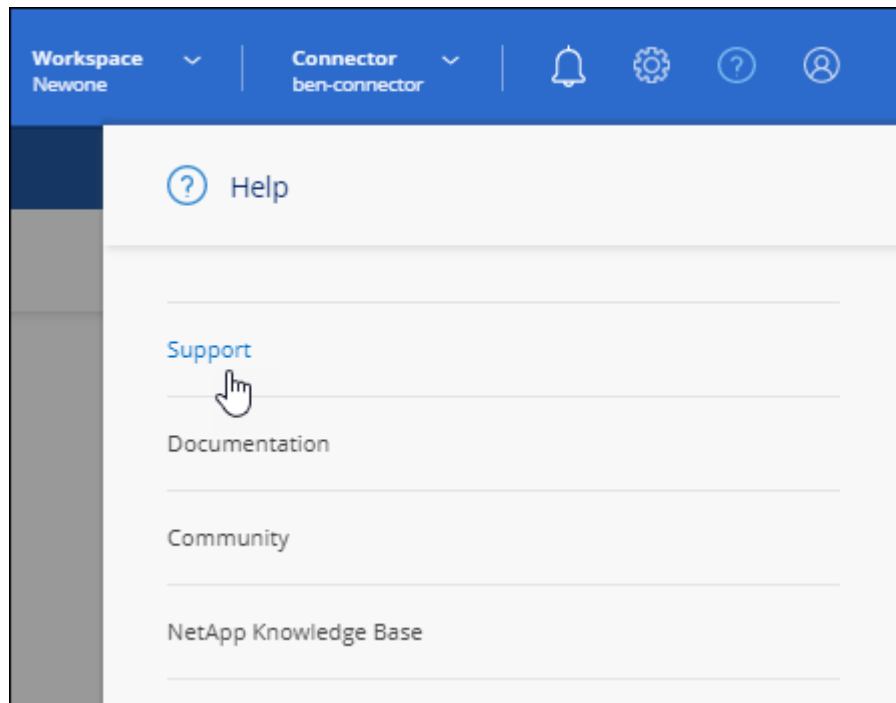 Workspace
Newone
Connector
ben-connector
Help
Support
Documentation
Community
NetApp Knowledge Base